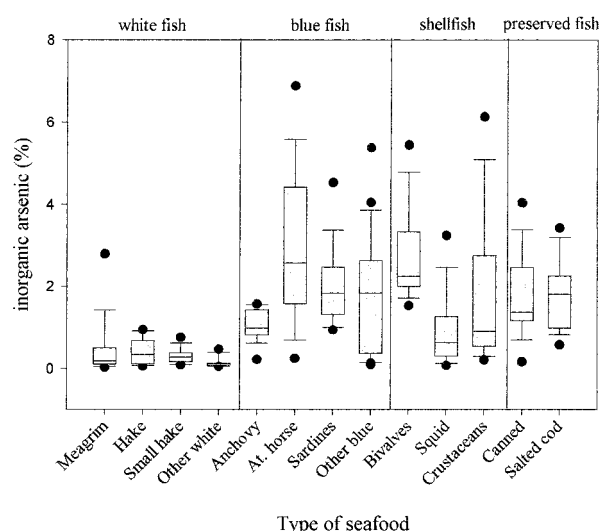 white fish blue fish shellfish preserved fish
8
6
4
2
0
inorganic arsenic (%)
Meagrim
Hake
Small hake
Other white
Anchovy
At. horse
Sardines
Other blue
Bivalves
Squid
Crustaceans
Canned
Salted cod
Type of seafood